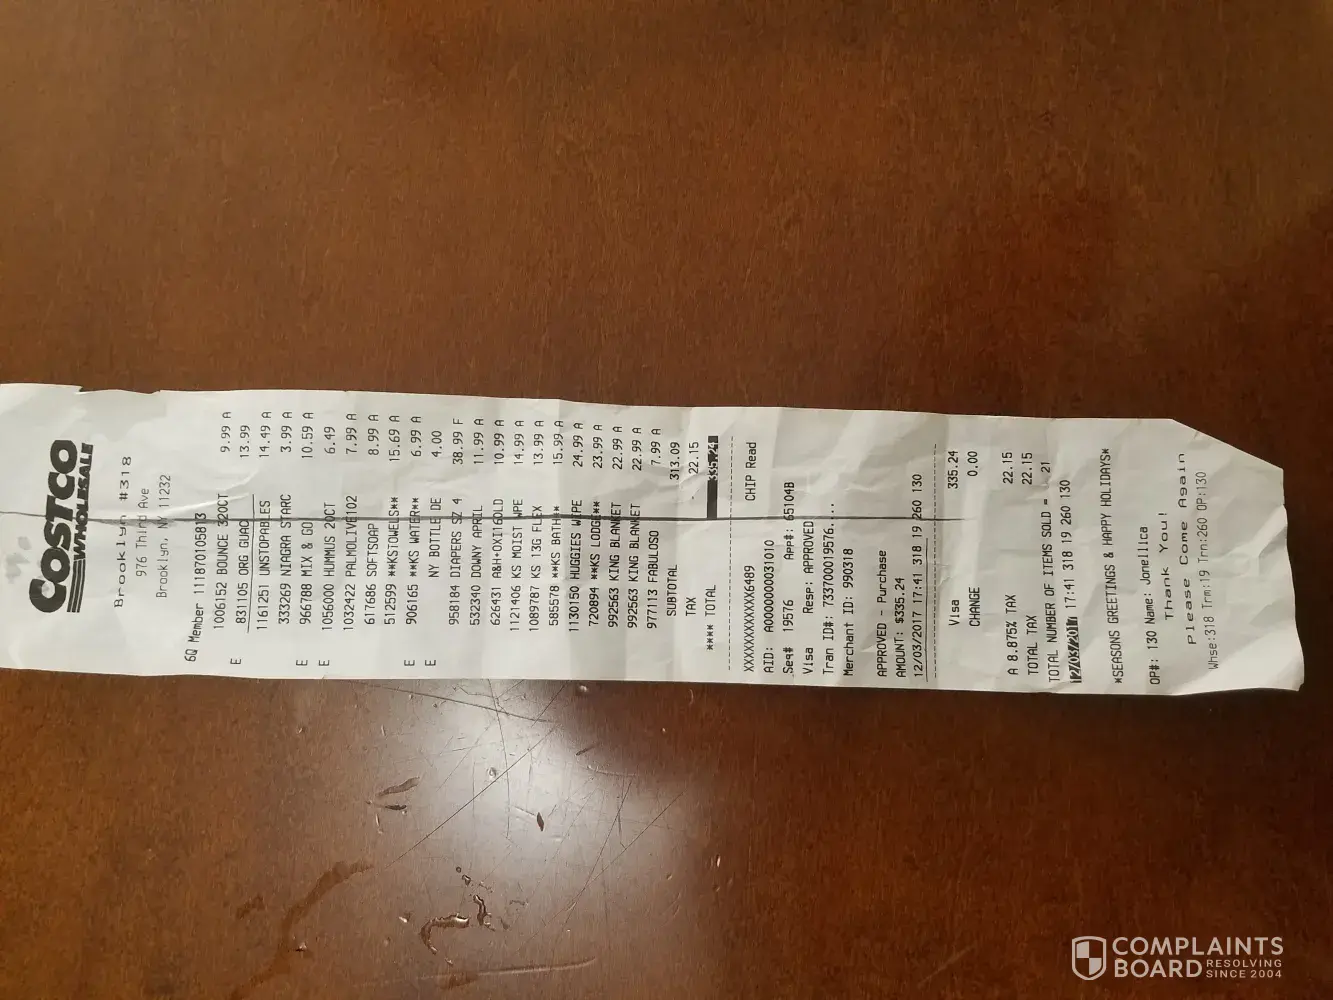 COSTCO
WHOLESALE
Brooklyn #318
976 Third Ave
Brooklyn, NY 11232
6Q Member 111870105813
1006152 BOUNCE 320CT 9.99 A
E 831105 ORG GUAC 13.99
1161251 UNSTOPABLES 14.49 A
333269 NIAGRA STARC 3.99 A
E 966788 MIX & GO 10.59 A
E 1056000 HUMMUS 20CT 6.49
1032422 PALMOLIVE102 7.99 A
617686 SOFTSOAP 8.99 A
512599 **KSTOWELS** 15.69 A
E 906165 **KS WATER** 6.99 A
E NY BOTTLE DE 4.00
958184 DIAPERS SZ 4 38.99 F
532340 DOWNY APRIL 11.99 A
626431 A&H+OXI160LD 10.99 A
1121406 KS MOIST WPE 14.99 A
1089787 KS 13G FLEX 13.99 A
585578 **KS BATH** 15.99 A
1130150 HUGGIES WIPE 24.99 A
720894 **KS LODGE** 23.99 A
992563 KING BLANKET 22.99 A
992563 KING BLANKET 22.99 A
977113 FABULOSO 7.99 A
SUBTOTAL 313.09
TAX 22.15
**** TOTAL 335.24
XXXXXXXXXXXX6489 CHIP Read
AID: A0000000031010
Seq# 19576 App#: 65104B
Visa Resp: APPROVED
Tran ID#: 733700019576....
Merchant ID: 990318
APPROVED - Purchase
AMOUNT: $335.24
12/03/2017 17:41 318 19 260 130
Visa 335.24
CHANGE 0.00
A 8.875% TAX 22.15
TOTAL TAX 22.15
TOTAL NUMBER OF ITEMS SOLD = 21
12/03/2017 17:41 318 19 260 130
*SEASONS GREETINGS & HAPPY HOLIDAYS*
OP#: 130 Name: Jonellica
Thank You!
Please Come Again
Whse:318 Trm:19 Trn:260 OP:130
COMPLAINTS
BOARD RESOLVING
SINCE 2004